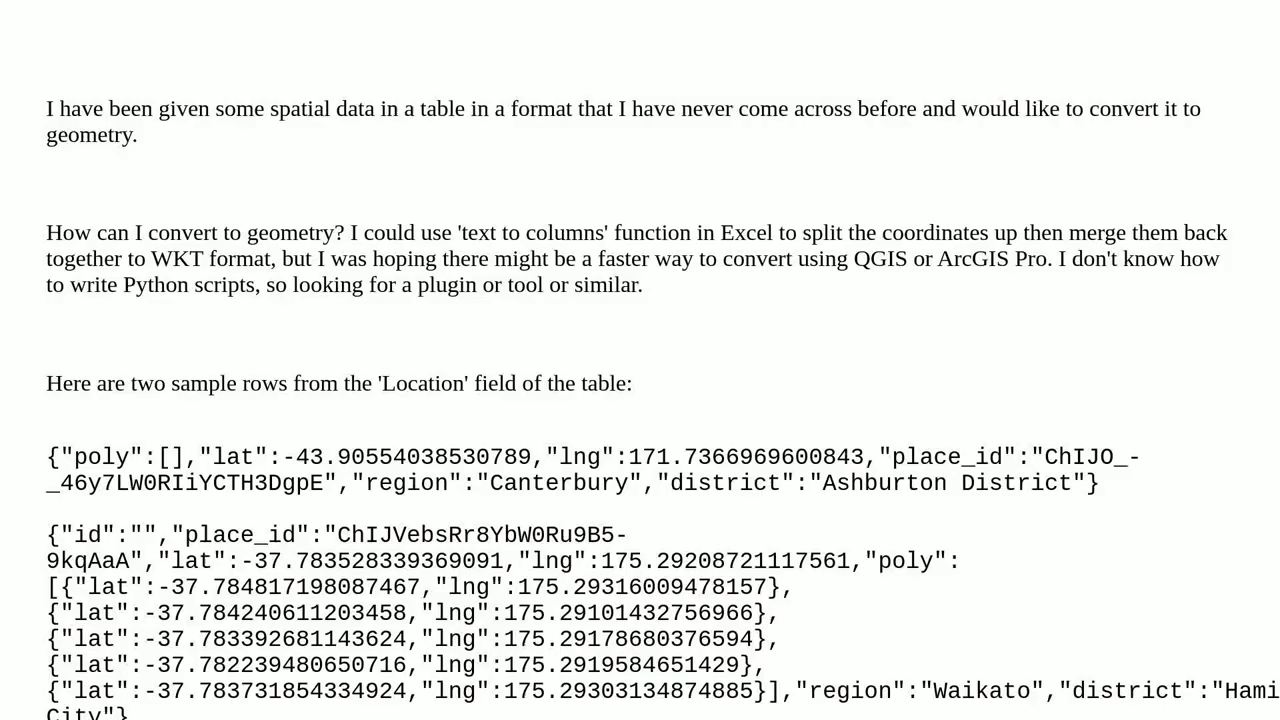 I have been given some spatial data in a table in a format that I have never come across before and would like to convert it to
geometry.
How can I convert to geometry? I could use 'text to columns' function in Excel to split the coordinates up then merge them back
together to WKT format, but I was hoping there might be a faster way to convert using QGIS or ArcGIS Pro. I don't know how
to write Python scripts, so looking for a plugin or tool or similar.
Here are two sample rows from the 'Location' field of the table:
{"poly":[],"lat":-43.90554038530789,"lng":171.7366969600843,"place_id":"ChIJO_-
_46y7LW0RIiYCTH3DgpE","region":"Canterbury","district":"Ashburton District"}
{"id":"","place_id":"ChIJVebsRr8YbW0Ru9B5-
9kqAaA","lat":-37.783528339369091,"lng":175.29208721117561,"poly":
[{"lat":-37.784817198087467,"lng":175.29316009478157},
{"lat":-37.784240611203458,"lng":175.29101432756966},
{"lat":-37.783392681143624,"lng":175.29178680376594},
{"lat":-37.782239480650716,"lng":175.2919584651429},
{"lat":-37.783731854334924,"lng":175.29303134874885}],"region":"Waikato","district":"Hami
City"}